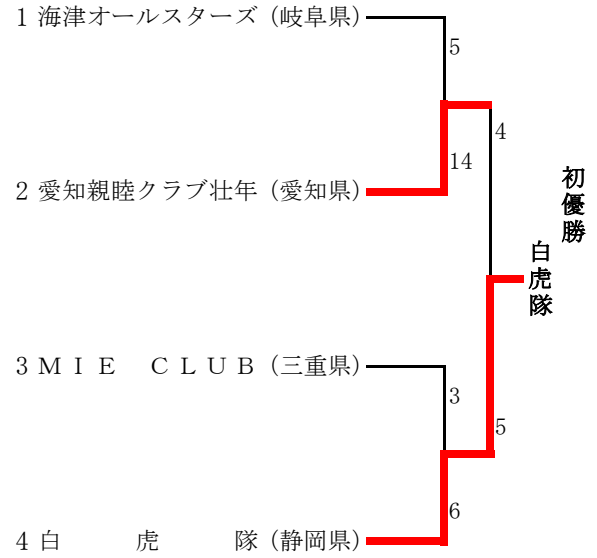 1 海津オールスターズ（岐阜県）
5
4
14
2 愛知親睦クラブ壮年（愛知県）
初優勝
白虎隊
3 ＭＩＥ　ＣＬＵＢ（三重県）
3
5
6
4 白　　虎　　隊（静岡県）